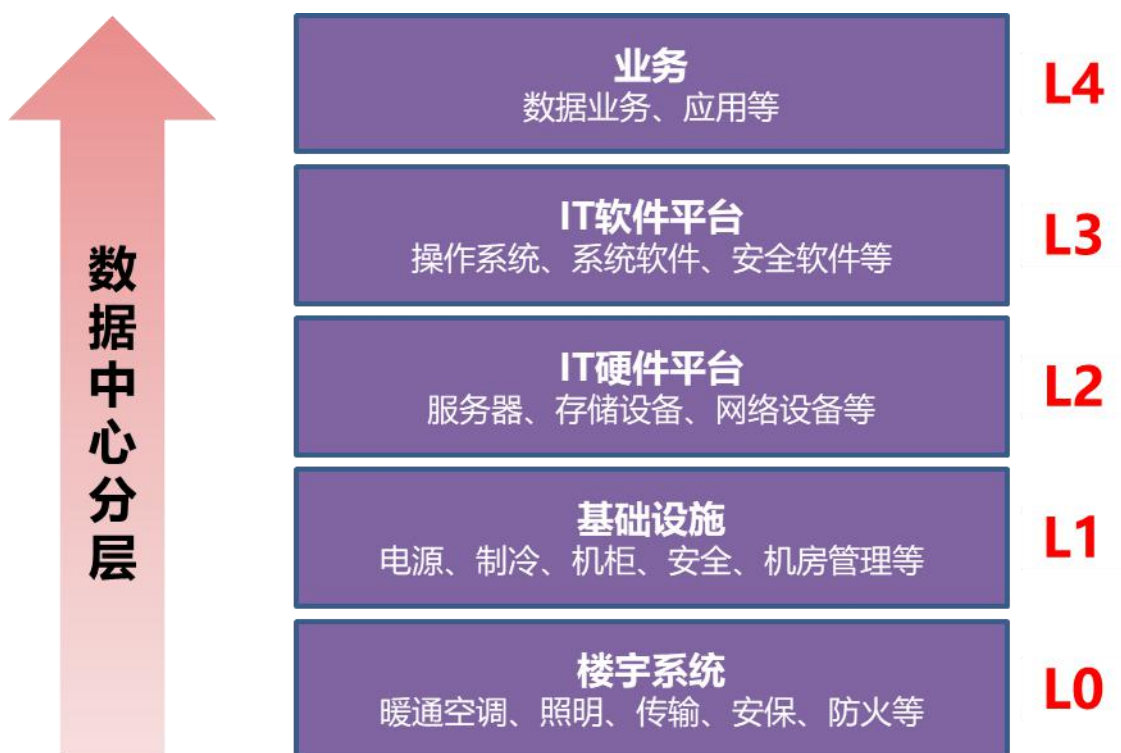 业务
数据业务、应用等
L4
IT软件平台
操作系统、系统软件、安全软件等
L3
IT硬件平台
服务器、存储设备、网络设备等
L2
基础设施
电源、制冷、机柜、安全、机房管理等
L1
楼宇系统
暖通空调、照明、传输、安保、防火等
L0
数据中心分层